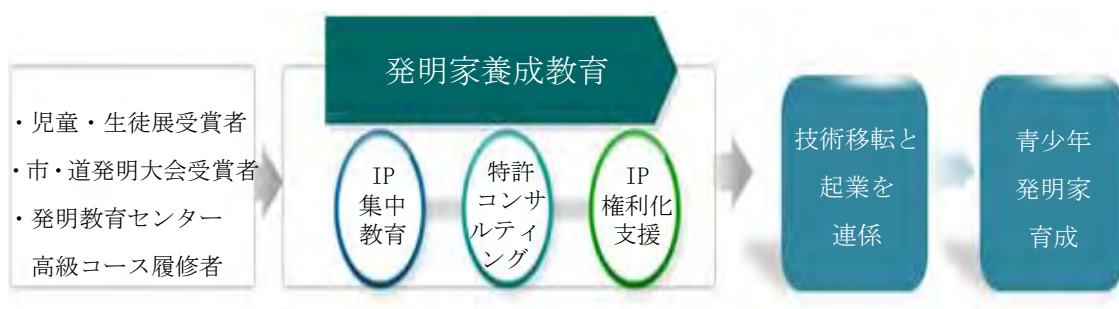 ・児童・生徒展受賞者
・市・道発明大会受賞者
・発明教育センター
高級コース履修者
発明家養成教育
IP
集中
教育
特許
コンサ
ルティ
ング
IP
権利化
支援
技術移転と
起業を
連係
青少年
発明家
育成